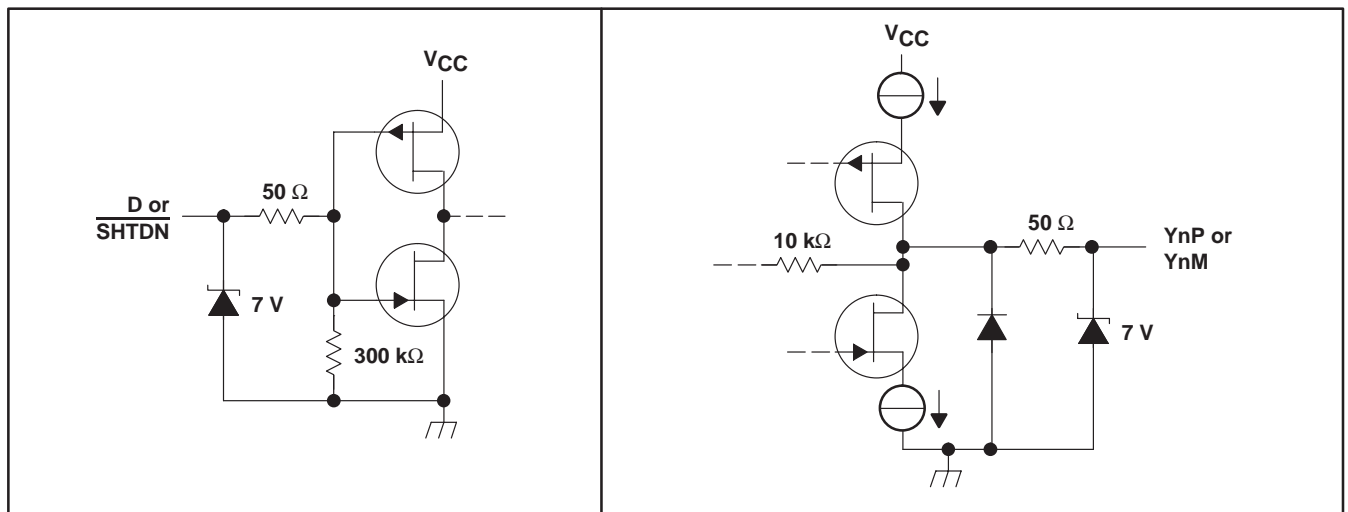 VCC
50 Ω
D or
SHTDN
7 V
300 kΩ
VCC
50 Ω
YnP or
YnM
10 kΩ
7 V